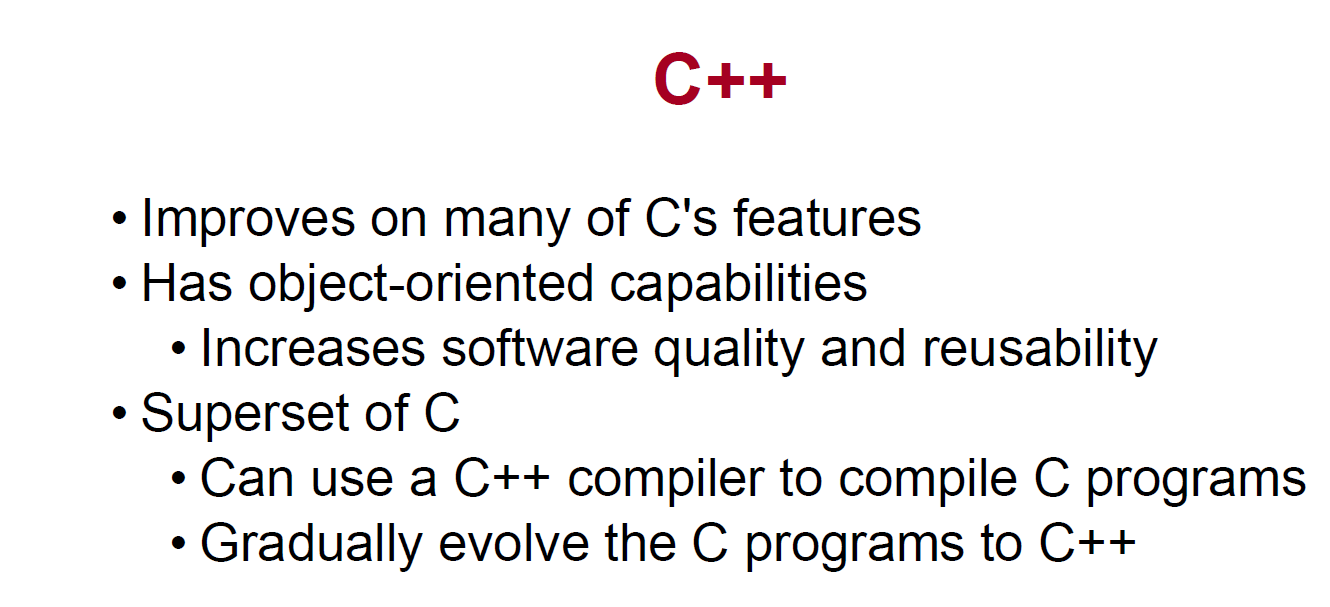 C++
• Improves on many of C's features
• Has object-oriented capabilities
• Increases software quality and reusability
• Superset of C
• Can use a C++ compiler to compile C programs
• Gradually evolve the C programs to C++